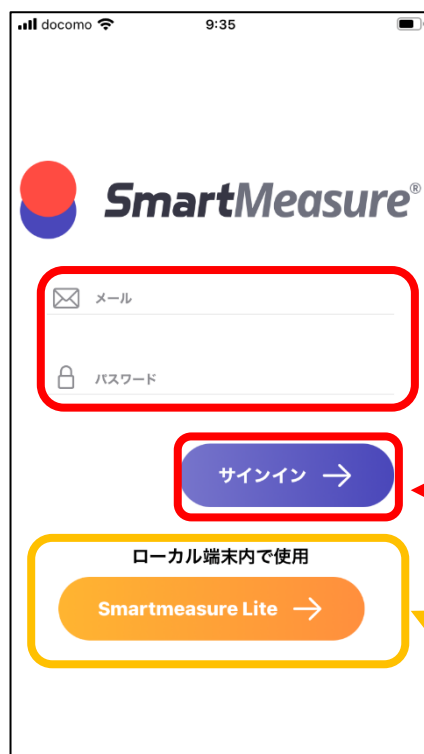 docomo 9:35
SmartMeasure®
メール
パスワード
サインイン →
ローカル端末内で使用
Smartmeasure Lite →